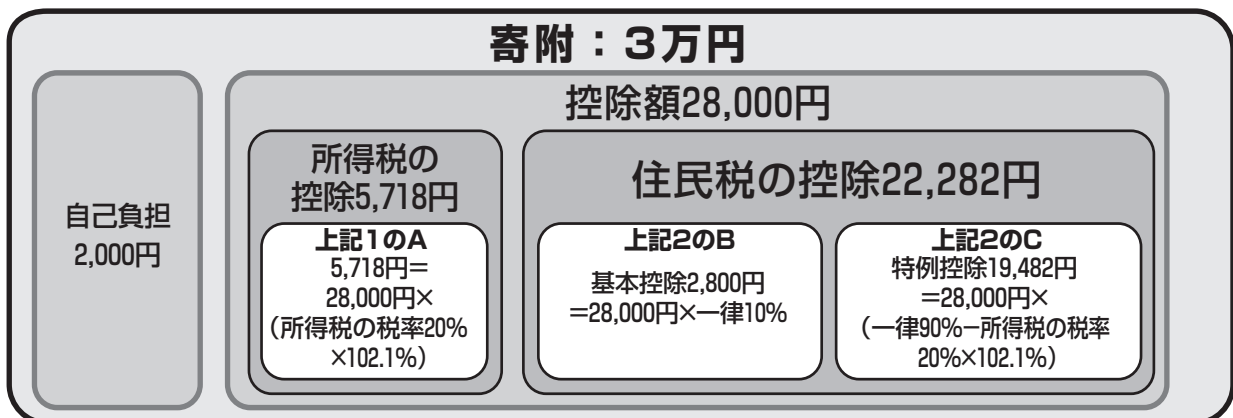 寄附：3万円
控除額28,000円
自己負担
2,000円
所得税の
控除5,718円
上記1のA
5,718円＝
28,000円×
（所得税の税率20%
×102.1%）
住民税の控除22,282円
上記2のB
基本控除2,800円
＝28,000円×一律10%
上記2のC
特例控除19,482円
＝28,000円×
（一律90%−所得税の税率
20%×102.1%）